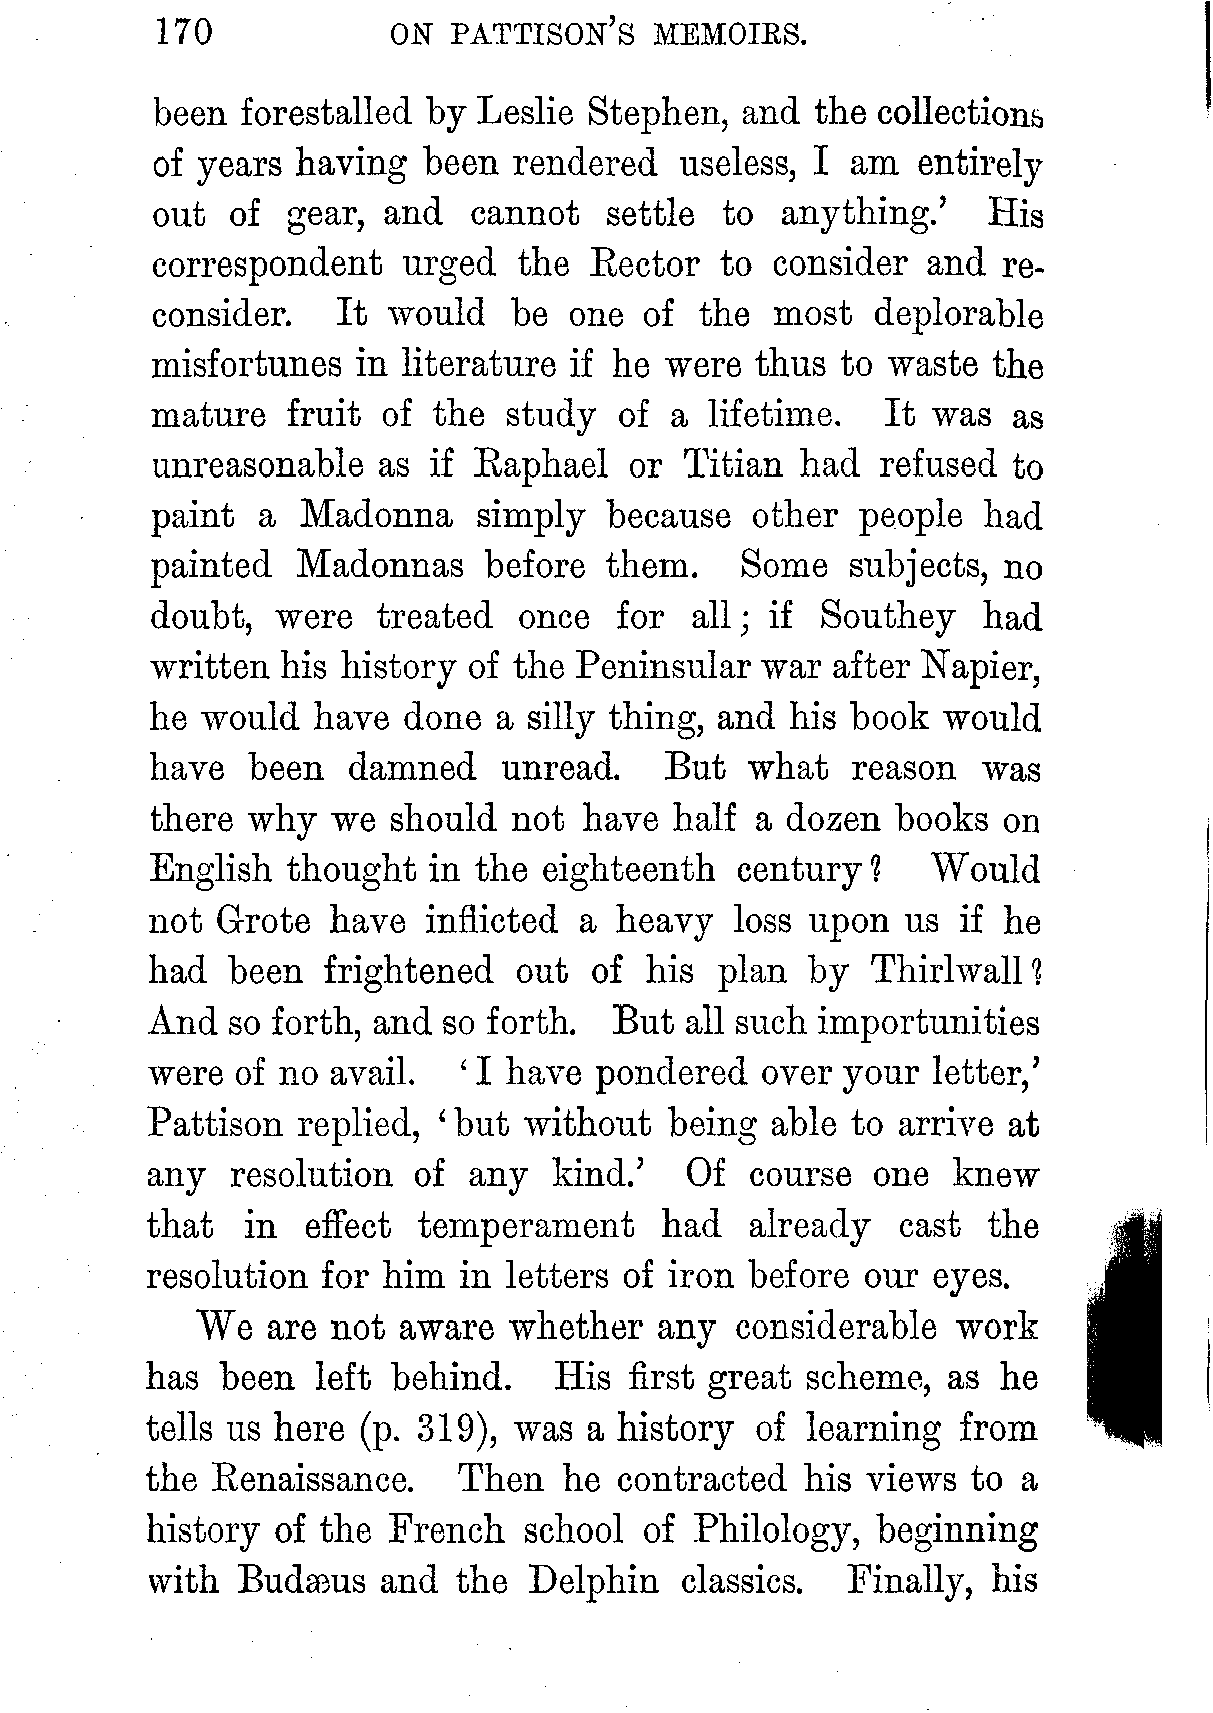 170 ON PATTISON'S MEMOIRS.
been forestalled by Leslie Stephen, and the collections
of years having been rendered useless, I am entirely
out of gear, and cannot settle to anything.' His
correspondent urged the Rector to consider and re-
consider. It would be one of the most deplorable
misfortunes in literature if he were thus to waste the
mature fruit of the study of a lifetime. It was as
unreasonable as if Raphael or Titian had refused to
paint a Madonna simply because other people had
painted Madonnas before them. Some subjects, no
doubt, were treated once for all; if Southey had
written his history of the Peninsular war after Napier,
he would have done a silly thing, and his book would
have been damned unread. But what reason was
there why we should not have half a dozen books on
English thought in the eighteenth century? Would
not Grote have inflicted a heavy loss upon us if he
had been frightened out of his plan by Thirlwall?
And so forth, and so forth. But all such importunities
were of no avail. 'I have pondered over your letter,'
Pattison replied, 'but without being able to arrive at
any resolution of any kind.' Of course one knew
that in effect temperament had already cast the
resolution for him in letters of iron before our eyes.
We are not aware whether any considerable work
has been left behind. His first great scheme, as he
tells us here (p. 319), was a history of learning from
the Renaissance. Then he contracted his views to a
history of the French school of Philology, beginning
with Budæus and the Delphin classics. Finally, his